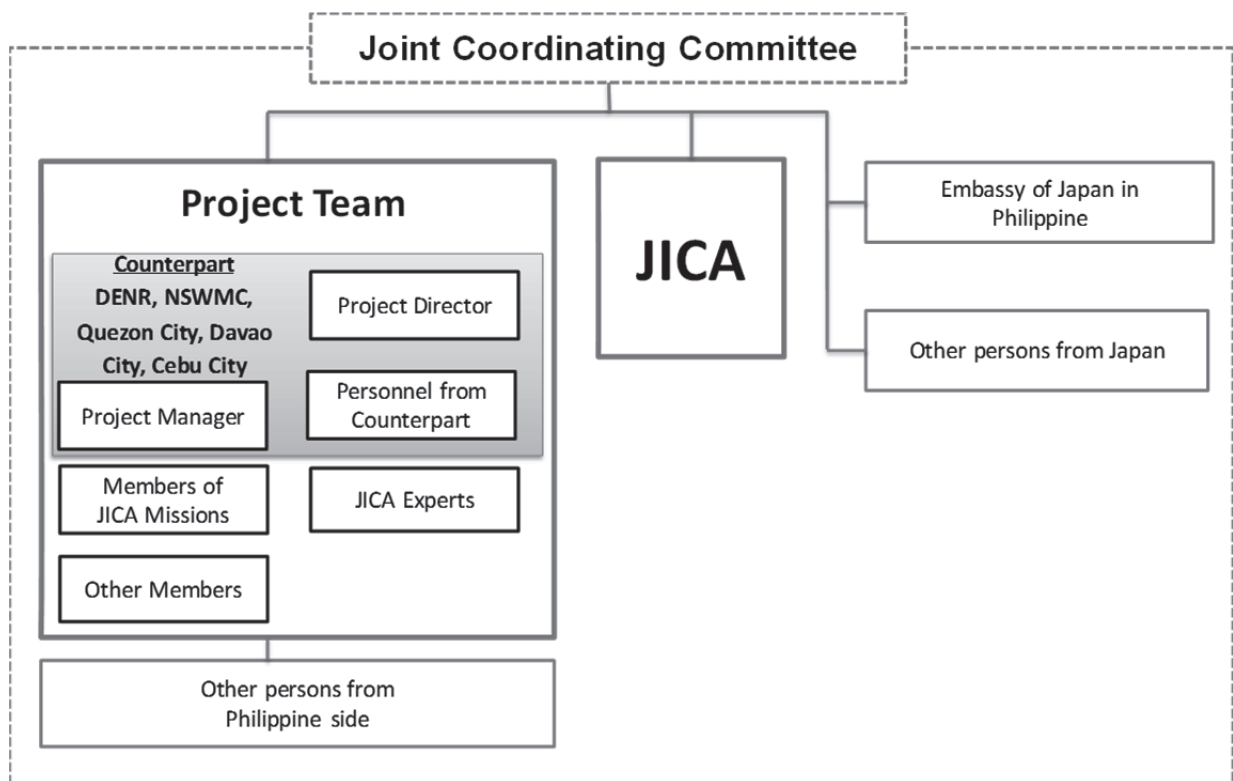 Joint Coordinating Committee
Project Team
Counterpart
DENR, NSWMC,
Quezon City, Davao
City, Cebu City
Project Director
Project Manager
Personnel from
Counterpart
Members of
JICA Missions
JICA Experts
Other Members
Other persons from
Philippine side
JICA
Embassy of Japan in
Philippine
Other persons from Japan